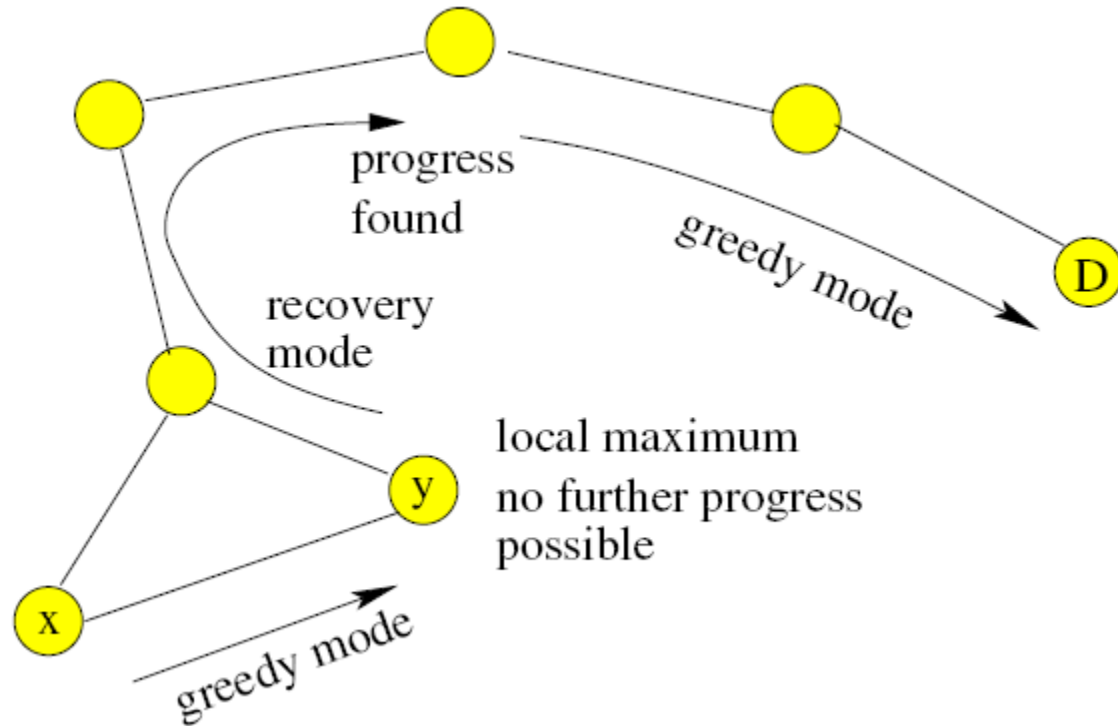 progress
found
greedy mode
D
recovery
mode
local maximum
y
no further progress
possible
x
greedy mode